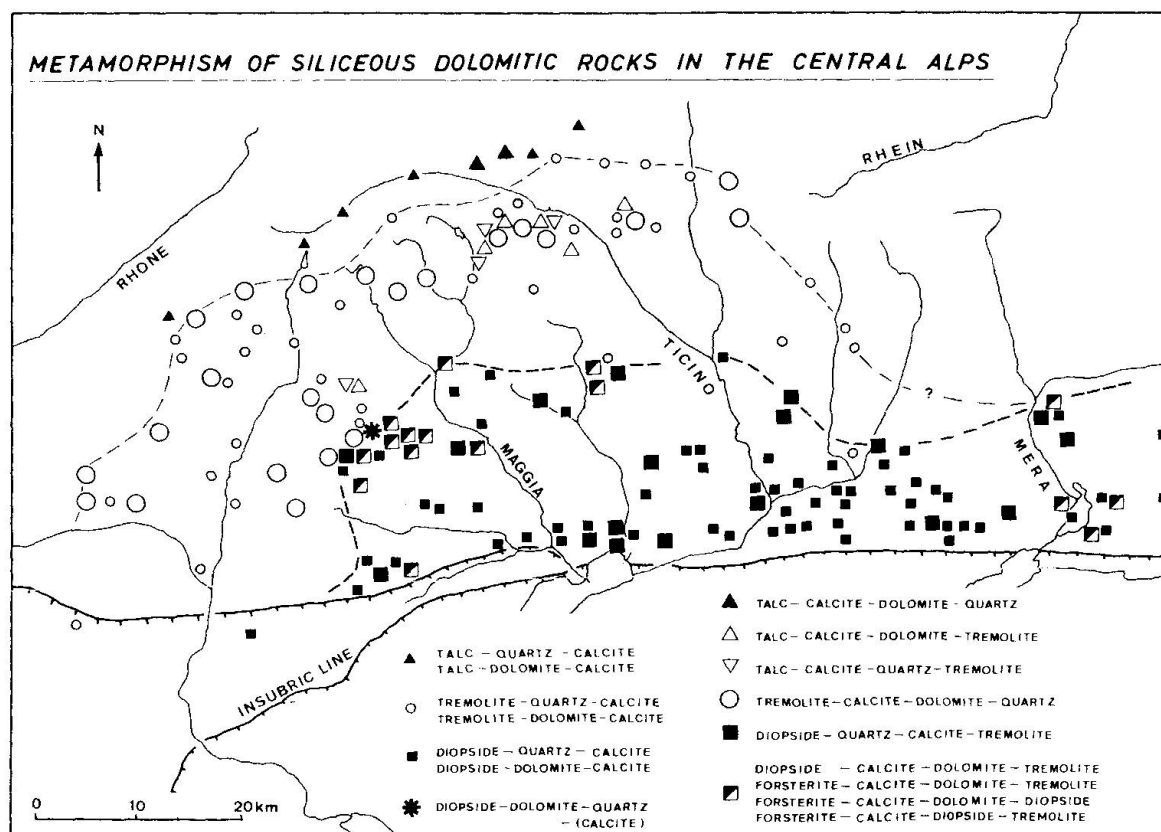 METAMORPHISM OF SILICEOUS DOLOMITIC ROCKS IN THE CENTRAL ALPS
N
RHEIN
RHONE
TICINO
?
MAGGIA
MERA
INSUBRIC LINE
TALC – QUARTZ – CALCITE
TALC – DOLOMITE – CALCITE
TREMOLITE – QUARTZ – CALCITE
TREMOLITE – DOLOMITE – CALCITE
DIOPSIDE – QUARTZ – CALCITE
DIOPSIDE – DOLOMITE – CALCITE
DIOPSIDE – DOLOMITE – QUARTZ
– (CALCITE)
TALC – CALCITE – DOLOMITE – QUARTZ
TALC – CALCITE – DOLOMITE – TREMOLITE
TALC – CALCITE – QUARTZ – TREMOLITE
TREMOLITE – CALCITE – DOLOMITE – QUARTZ
DIOPSIDE – QUARTZ – CALCITE – TREMOLITE
DIOPSIDE – CALCITE – DOLOMITE – TREMOLITE
FORSTERITE – CALCITE – DOLOMITE – TREMOLITE
FORSTERITE – CALCITE – DOLOMITE – DIOPSIDE
FORSTERITE – CALCITE – DIOPSIDE – TREMOLITE
0 20 km